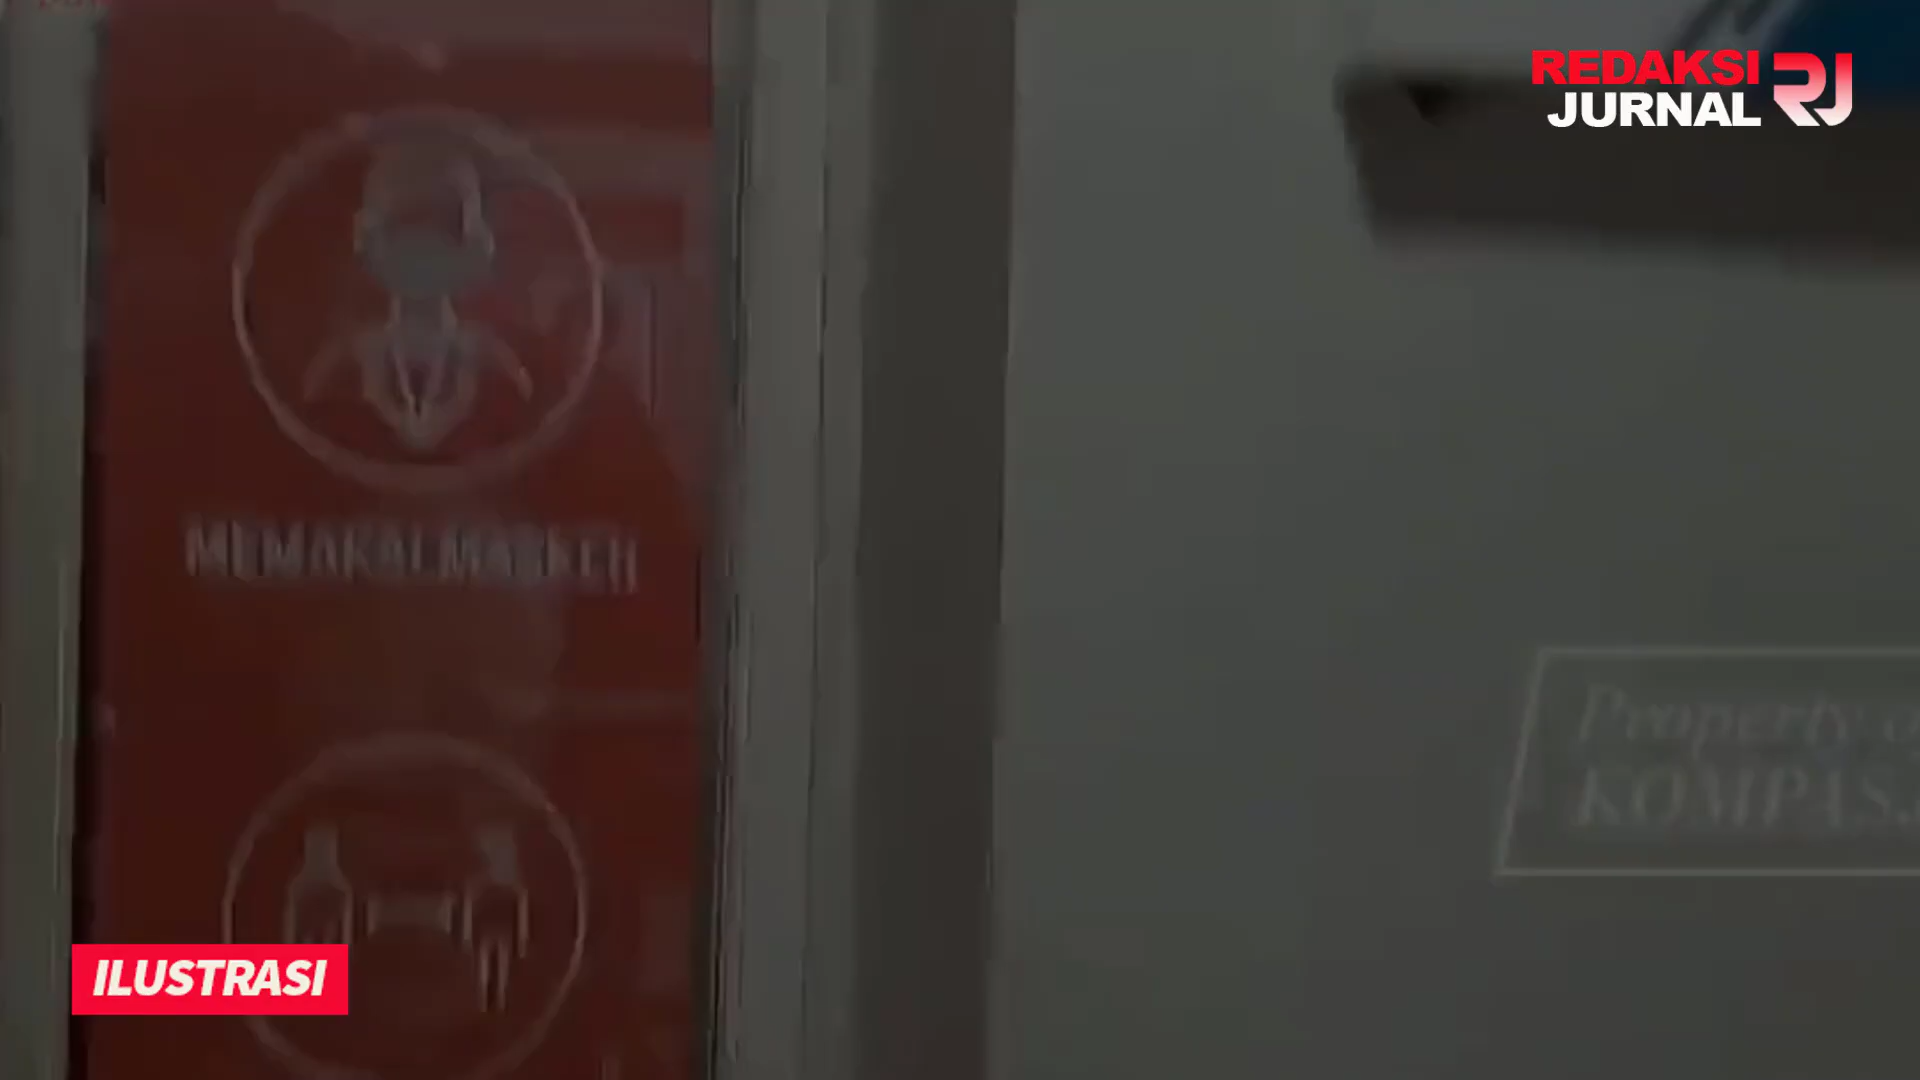 REDAKSI
JURNAL
RJ
MEMAKAI MASKER
Property of
KOMPAS.
ILUSTRASI